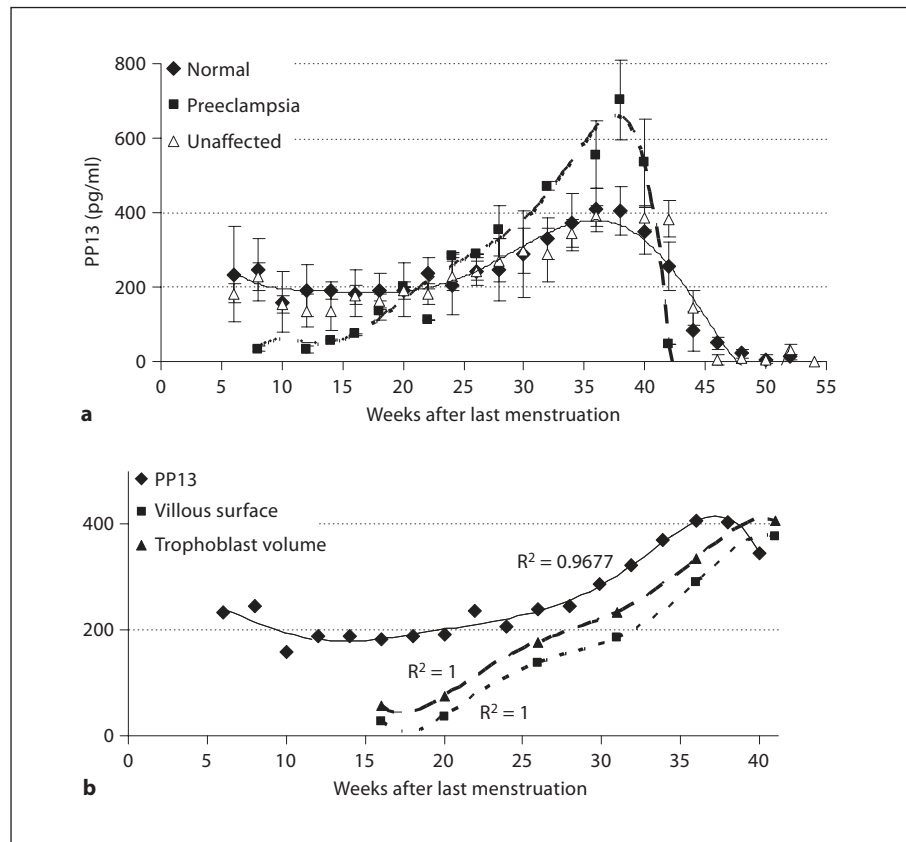 800
600
400
200
0
PP13 (pg/ml)
Normal
Preeclampsia
Unaffected
0 5 10 15 20 25 30 35 40 45 50 55
a Weeks after last menstruation
PP13
Villous surface
Trophoblast volume
400
200
0
R² = 0.9677
R² = 1
R² = 1
0 5 10 15 20 25 30 35 40
Weeks after last menstruation
b